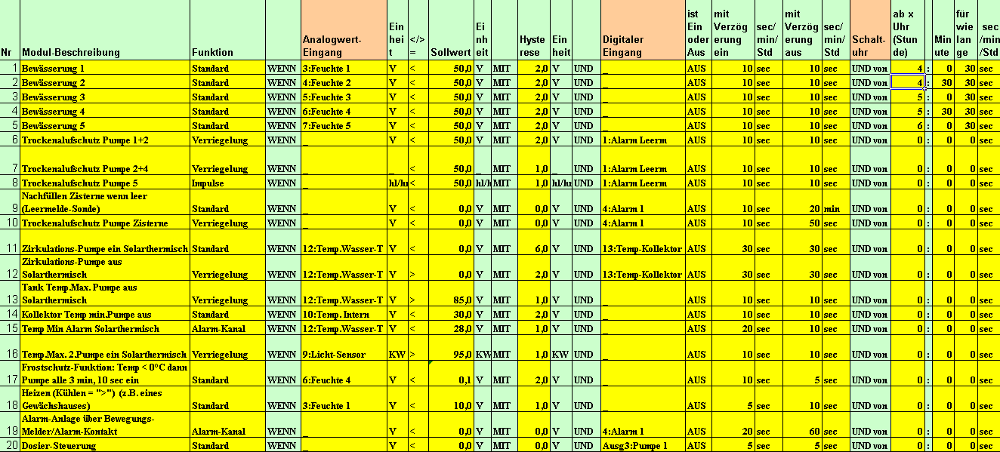 Nr Modul-Beschreibung Funktion Analogwert-Eingang Ein hei t </>= Sollwert Ei nh eit Hyste rese Ein heit Digitaler Eingang ist Ein oder Aus mit Verzög erung ein sec/ min/ Std mit Verzög erung aus sec/ min/ Std Schalt-uhr ab x Uhr (Stun de) Min ute für wie lan ge sec /min /Std
1 Bewässerung 1 Standard WENN 3:Feuchte 1 V < 50,0 V MIT 2,0 V UND _ AUS 10 sec 10 sec UND von 4 : 0 30 sec
2 Bewässerung 2 Standard WENN 4:Feuchte 2 V < 50,0 V MIT 2,0 V UND _ AUS 10 sec 10 sec UND von 4 : 30 30 sec
3 Bewässerung 3 Standard WENN 5:Feuchte 3 V < 50,0 V MIT 2,0 V UND _ AUS 10 sec 10 sec UND von 5 : 0 30 sec
4 Bewässerung 4 Standard WENN 6:Feuchte 4 V < 50,0 V MIT 2,0 V UND _ AUS 10 sec 10 sec UND von 5 : 30 30 sec
5 Bewässerung 5 Standard WENN 7:Feuchte 5 V < 50,0 V MIT 2,0 V UND _ AUS 10 sec 10 sec UND von 6 : 0 30 sec
6 Trockenalufschutz Pumpe 1+2 Verriegelung WENN _ V < 50,0 V MIT 2,0 V UND 1:Alarm Leerm AUS 10 sec 10 sec UND von 0 : 0 0 sec
7 Trockenalufschutz Pumpe 2+4 Verriegelung WENN _ _ < 50,0 _ MIT 1,0 _ UND 1:Alarm Leerm AUS 10 sec 10 sec UND von 0 : 0 0 sec
8 Trockenalufschutz Pumpe 5 Impulse WENN _ hl/hr < 50,0 hl/h MIT 1,0 hl/hr UND 1:Alarm Leerm AUS 10 sec 10 sec UND von 0 : 0 0 sec
Nachfüllen Zisterne wenn leer
9 (Leermelde-Sonde) Standard WENN _ V < 0,0 V MIT 0,0 V UND 4:Alarm 1 AUS 10 sec 20 min UND von 0 : 0 0 sec
10 Trockenalufschutz Pumpe Zisterne Verriegelung WENN _ V < 0,0 V MIT 0,0 V UND 4:Alarm 1 AUS 10 sec 50 sec UND von 0 : 0 0 sec
11 Zirkulations-Pumpe ein Solarthermisch Standard WENN 12:Temp.Wasser-T V < 0,0 V MIT 6,0 V UND 13:Temp-Kollektor AUS 30 sec 30 sec UND von 0 : 0 0 sec
Zirkulations-Pumpe aus
12 Solarthermisch Verriegelung WENN 12:Temp.Wasser-T V > 0,0 V MIT 2,0 V UND 13:Temp-Kollektor AUS 30 sec 30 sec UND von 0 : 0 0 sec
Tank Temp.Max. Pumpe aus
13 Solarthermisch Verriegelung WENN 12:Temp.Wasser-T V > 85,0 V MIT 1,0 V UND _ AUS 10 sec 10 sec UND von 0 : 0 0 sec
14 Kollektor Temp min.Pumpe aus Standard WENN 10:Temp. Intern V < 30,0 V MIT 2,0 V UND _ AUS 10 sec 10 sec UND von 0 : 0 0 sec
15 Temp Min Alarm Solarthermisch Alarm-Kanal WENN 12:Temp.Wasser-T V < 28,0 V MIT 1,0 V UND _ AUS 20 sec 10 sec UND von 0 : 0 0 sec
16 Temp.Max. 2.Pumpe ein Solarthermisch Verriegelung WENN 9:Licht-Sensor KW > 95,0 KW MIT 1,0 KW UND _ AUS 10 sec 10 sec UND von 0 : 0 0 sec
Frostschutz-Funktion: Temp < 0°C dann
17 Pumpe alle 3 min, 10 sec ein Standard WENN 6:Feuchte 4 V < 0,1 V MIT 2,0 V UND _ AUS 10 sec 5 sec UND von 0 : 0 0 sec
Heizen (Kühlen = ">") (z.B. eines
18 Gewächshauses) Standard WENN 3:Feuchte 1 V < 10,0 V MIT 1,0 V UND _ AUS 5 sec 10 sec UND von 0 : 0 0 sec
Alarm-Anlage über Bewegungs-
19 Melder/Alarm-Kontakt Alarm-Kanal WENN _ V < 0,0 V MIT 0,0 V UND 4:Alarm 1 AUS 20 sec 60 sec UND von 0 : 0 0 sec
20 Dosier-Steuerung Standard WENN _ V < 0,0 V MIT 0,0 V UND Ausg3:Pumpe 1 AUS 5 sec 5 sec UND von 0 : 0 0 sec